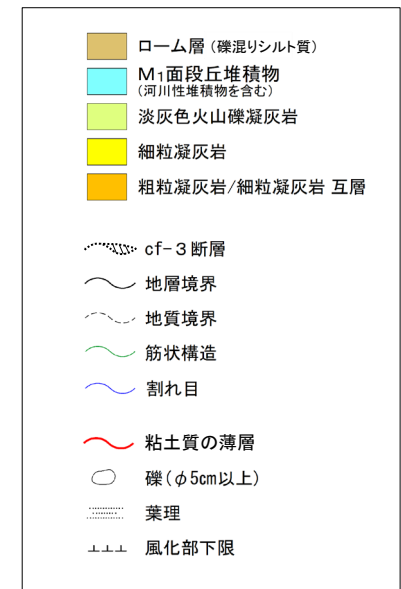 ローム層(礫混りシルト質)
M1面段丘堆積物
(河川性堆積物を含む)
淡灰色火山礫凝灰岩
細粒凝灰岩
粗粒凝灰岩/細粒凝灰岩 互層
cf-3断層
地層境界
地質境界
筋状構造
割れ目
粘土質の薄層
礫(φ5cm以上)
葉理
風化部下限